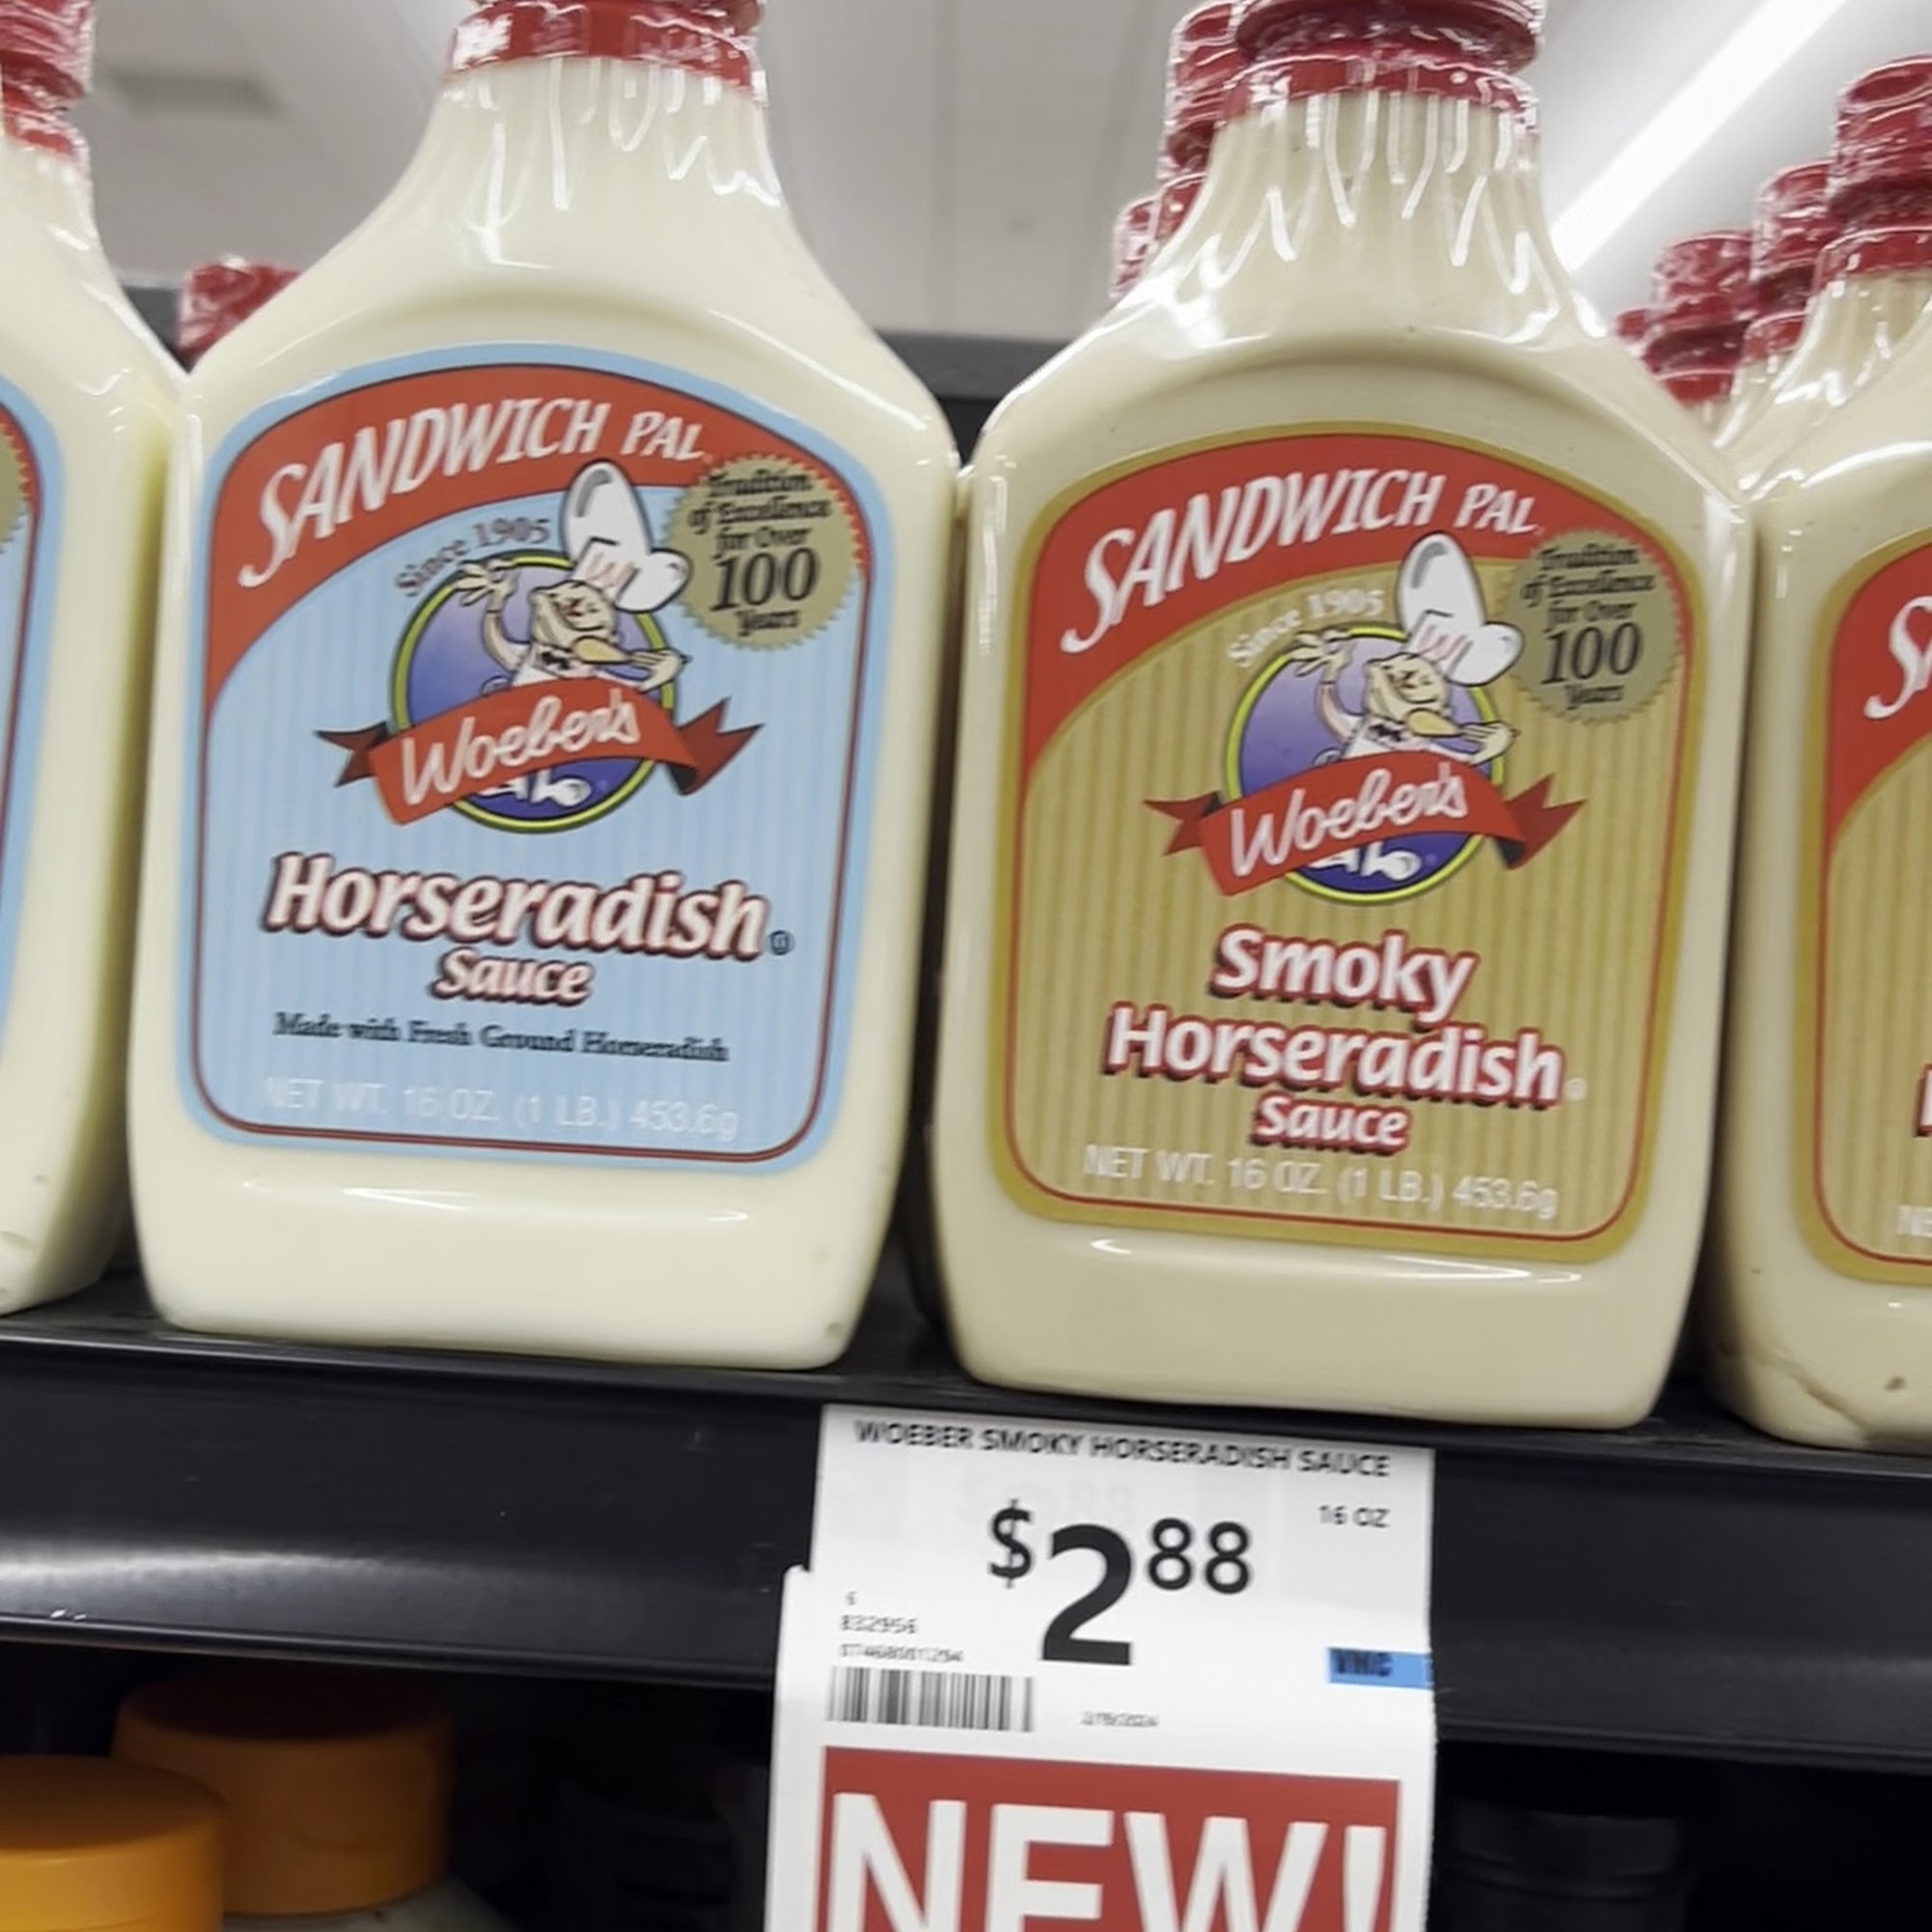 SANDWICH PAL
Since 1905
Tradition
of Excellence
for Over
100
Years
Woeber's
Horseradish®
Sauce
Made with Fresh Ground Horseradish
NET WT. 16 OZ. (1 LB.) 453.6g
SANDWICH PAL
Since 1905
Tradition
of Excellence
for Over
100
Years
Woeber's
Smoky
Horseradish
Sauce
NET WT. 16 OZ. (1 LB.) 453.6g
WOEBER SMOKY HORSERADISH SAUCE
16 OZ
$2 88
6
832956
VMC
NEW!